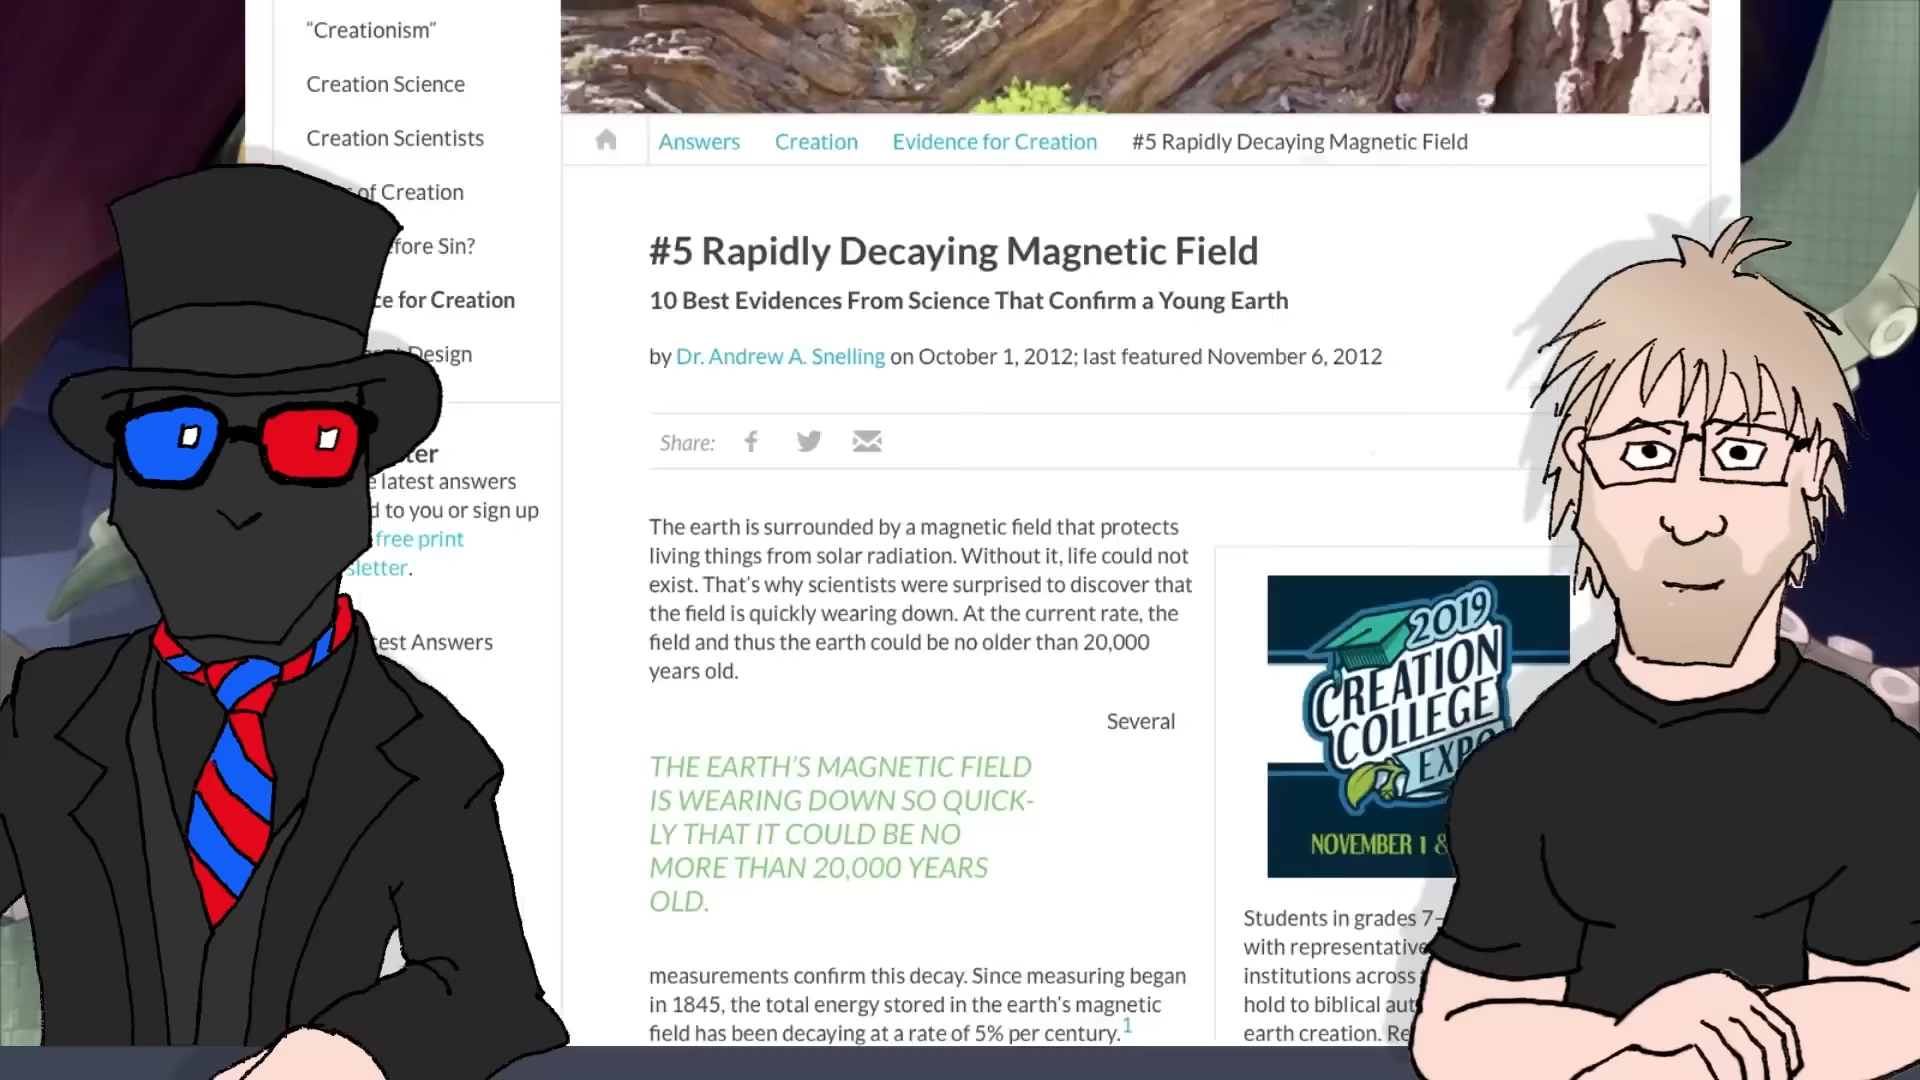 "Creationism"
Creation Science
Creation Scientists
of Creation
fore Sin?
ce for Creation
Design
ter
latest answers
d to you or sign up
free print
sletter.
est Answers
Answers Creation Evidence for Creation #5 Rapidly Decaying Magnetic Field
#5 Rapidly Decaying Magnetic Field
10 Best Evidences From Science That Confirm a Young Earth
by Dr. Andrew A. Snelling on October 1, 2012; last featured November 6, 2012
Share:
The earth is surrounded by a magnetic field that protects
living things from solar radiation. Without it, life could not
exist. That's why scientists were surprised to discover that
the field is quickly wearing down. At the current rate, the
field and thus the earth could be no older than 20,000
years old.
Several
THE EARTH'S MAGNETIC FIELD
IS WEARING DOWN SO QUICK-
LY THAT IT COULD BE NO
MORE THAN 20,000 YEARS
OLD.
measurements confirm this decay. Since measuring began
in 1845, the total energy stored in the earth's magnetic
field has been decaying at a rate of 5% per century.1
2019
CREATION
COLLEGE
EXPO
NOVEMBER 1 &
Students in grades 7–
with representative
institutions across
hold to biblical aut
earth creation. Re